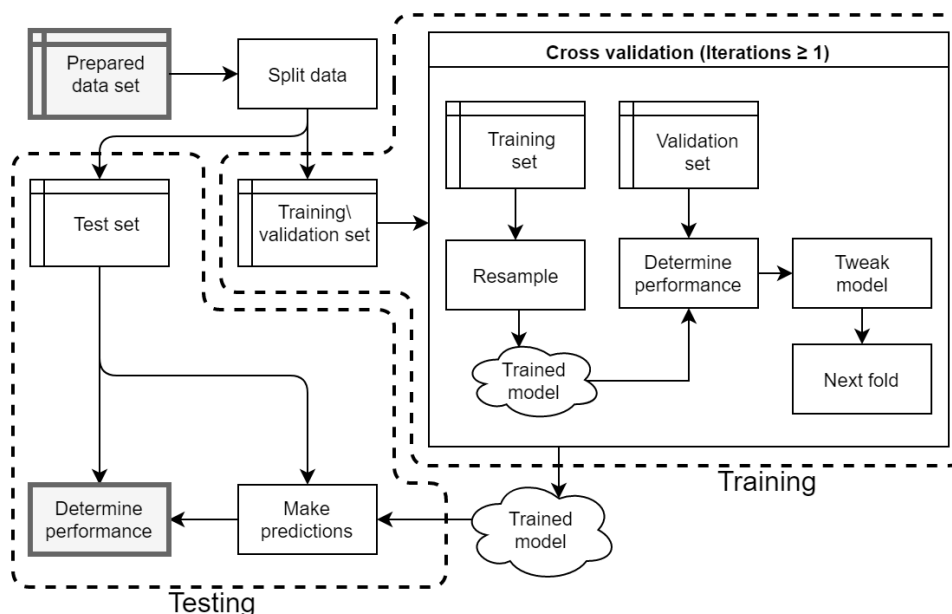 Prepared
data set
Split data
Cross validation (Iterations ≥ 1)
Training
set
Validation
set
Test set
Training\
validation set
Resample
Determine
performance
Tweak
model
Trained
model
Next fold
Training
Determine
performance
Make
predictions
Trained
model
Testing